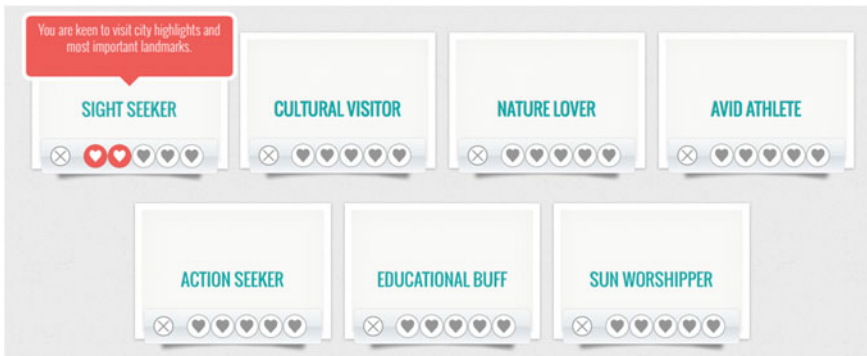 You are keen to visit city highlights and
most important landmarks.
SIGHT SEEKER
CULTURAL VISITOR
NATURE LOVER
AVID ATHLETE
ACTION SEEKER
EDUCATIONAL BUFF
SUN WORSHIPPER